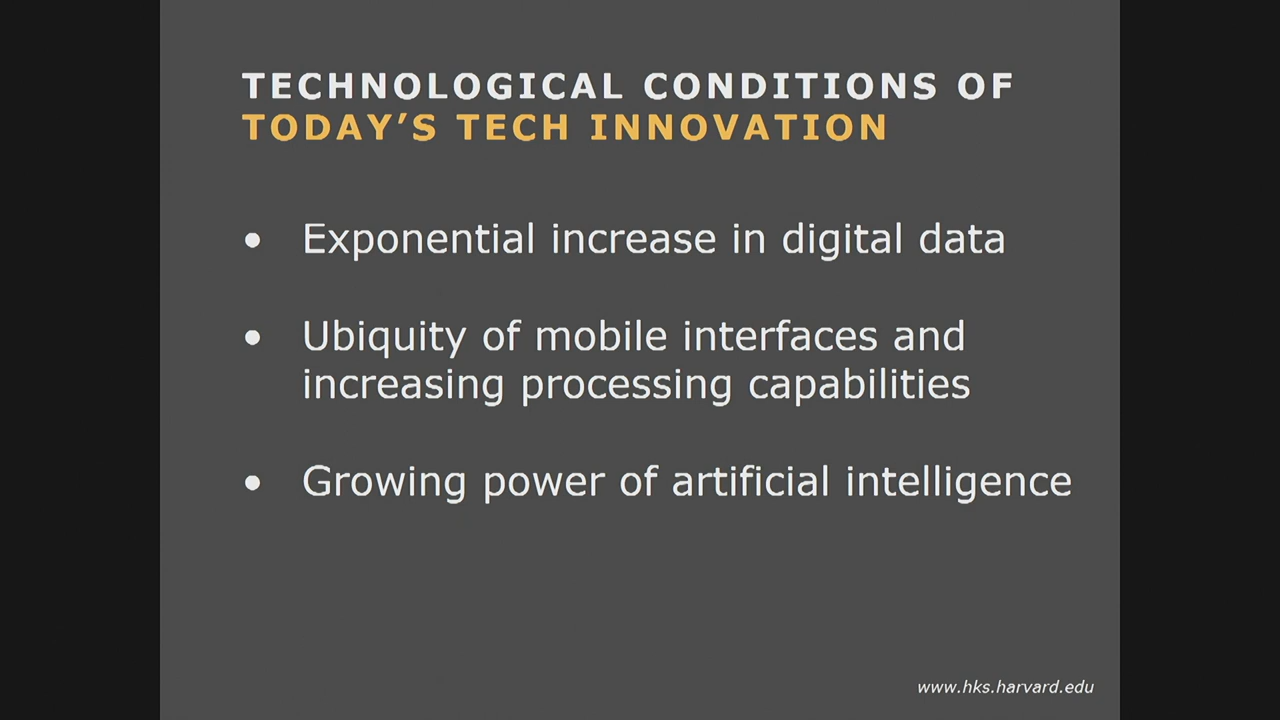 TECHNOLOGICAL CONDITIONS OF
TODAY’S TECH INNOVATION
• Exponential increase in digital data
• Ubiquity of mobile interfaces and
increasing processing capabilities
• Growing power of artificial intelligence
www.hks.harvard.edu